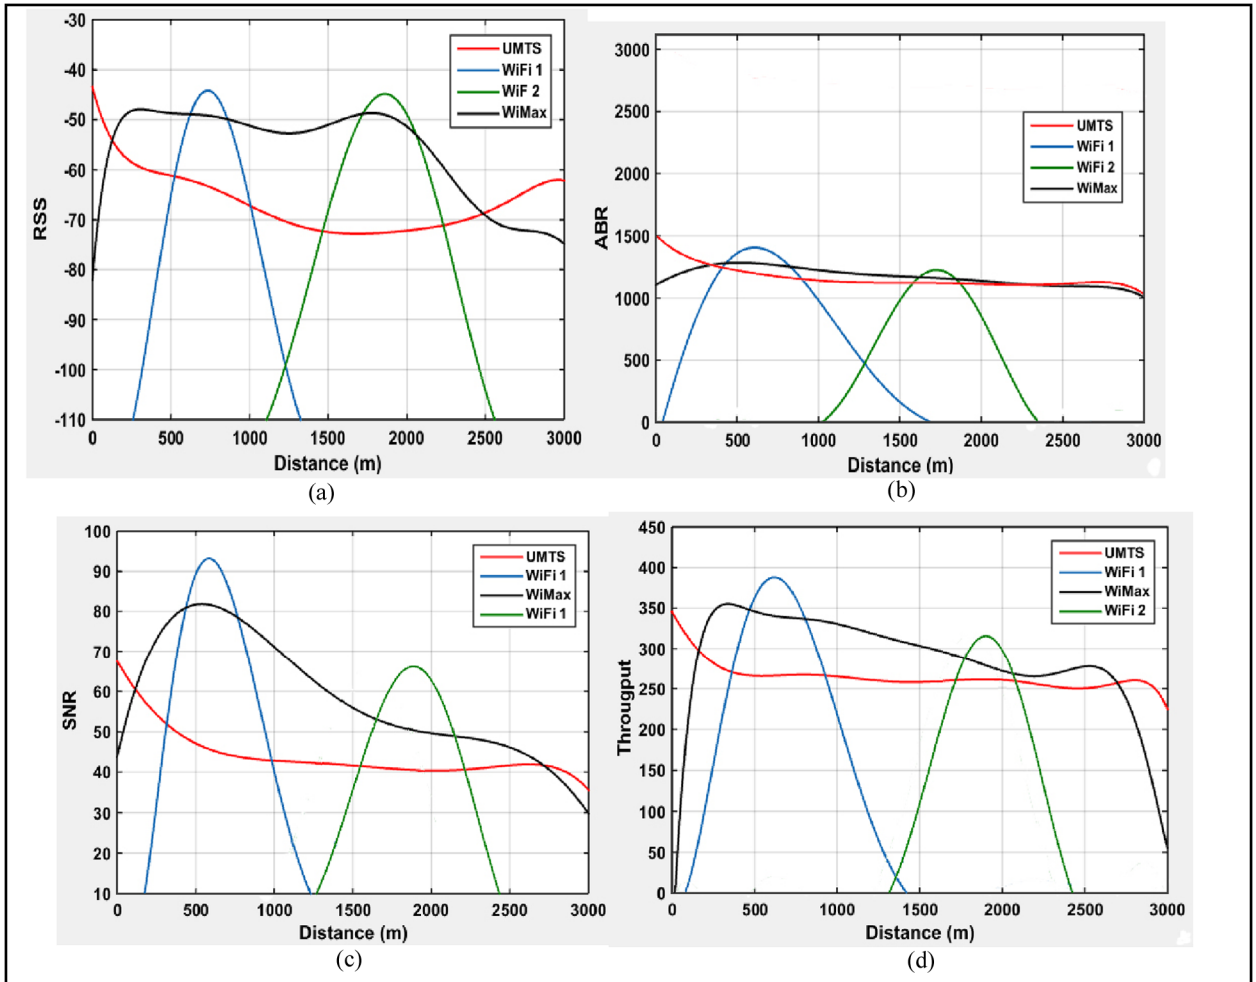 -30
-40
-50
-60
-70
-80
-90
-100
-110
RSS
UMTS
WiFi 1
WiF 2
WiMax
0 500 1000 1500 2000 2500 3000
Distance (m)
(a)
3000
2500
2000
1500
1000
500
0
ABR
UMTS
WiFi 1
WiFi 2
WiMax
0 500 1000 1500 2000 2500 3000
Distance (m)
(b)
100
90
80
70
60
50
40
30
20
10
SNR
UMTS
WiFi 1
WiMax
WiFi 1
0 500 1000 1500 2000 2500 3000
Distance (m)
(c)
450
400
350
300
250
200
150
100
50
0
Througput
UMTS
WiFi 1
WiMax
WiFi 2
0 500 1000 1500 2000 2500 3000
Distance (m)
(d)